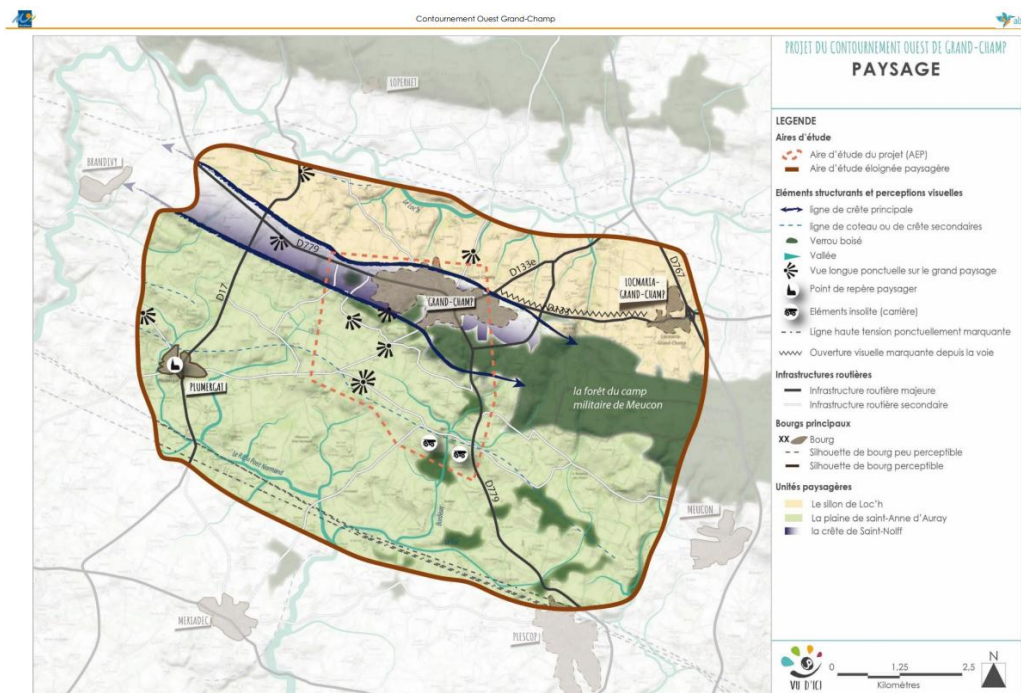 Contournement Ouest Grand-Champ
PROJET DU CONTOURNEMENT OUEST DE GRAND-CHAMP
PAYSAGE
LEGENDE
Aires d'étude
Aire d'étude du projet (AEP)
Aire d'étude éloignée paysagère
Eléments structurants et perceptions visuelles
ligne de crête principale
ligne de coteau ou de crête secondaires
Verrou boisé
Vallée
Vue longue ponctuelle sur le grand paysage
Point de repère paysager
Eléments insolite (carrière)
Ligne haute tension ponctuellement marquante
Ouverture visuelle marquante depuis la voie
Infrastructures routières
Infrastructure routière majeure
Infrastructure routière secondaire
Bourgs principaux
XX Bourg
Silhouette de bourg peu perceptible
Silhouette de bourg perceptible
Unités paysagères
Le sillon de Loc'h
La plaine de saint-Anne d'Auray
la crête de Saint-Nolff
VU D'ICI
0 1,25 2,5
Kilomètres
N
LOPERHET
BRANDIVY
Le Loc'h
D779
D17
D133e
D767
LOCMARIA-
GRAND-CHAMP
GRAND-CHAMP
D133
PLUMERGAT
la forêt du camp
militaire de Meucon
D779
MEUCON
MERIADEC
PLESCOP